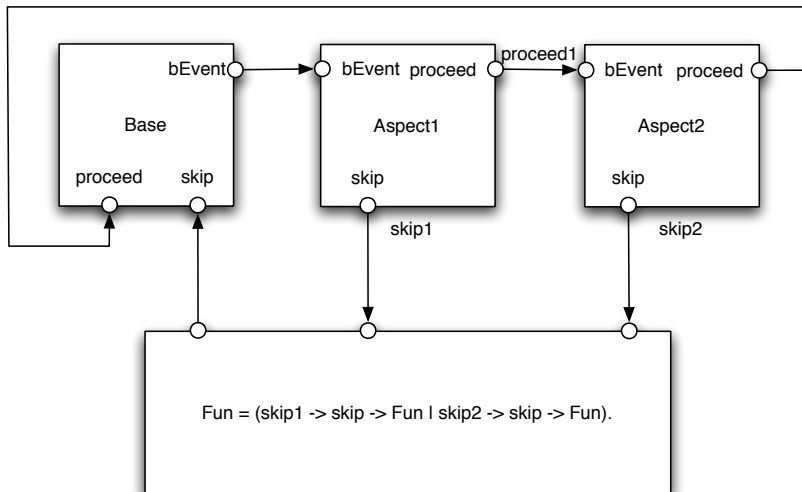 bEvent
Base
proceed
skip
bEvent proceed
Aspect1
skip
skip1
proceed1
bEvent proceed
Aspect2
skip
skip2
Fun = (skip1 -> skip -> Fun | skip2 -> skip -> Fun).